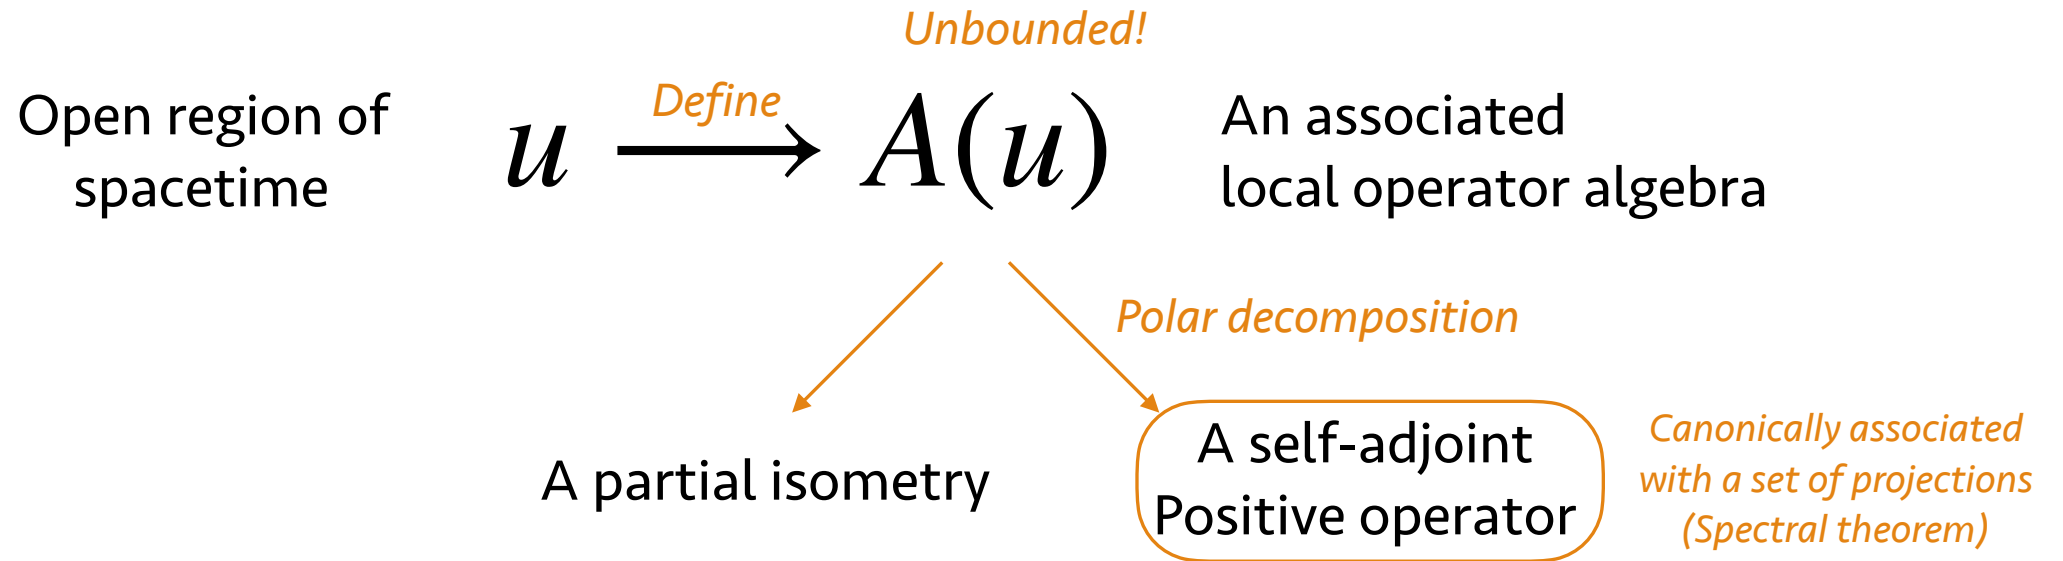 Unbounded!
Open region of
spacetime
u
Define
A(u)
An associated
local operator algebra
Polar decomposition
A partial isometry
A self-adjoint
Positive operator
Canonically associated
with a set of projections
(Spectral theorem)